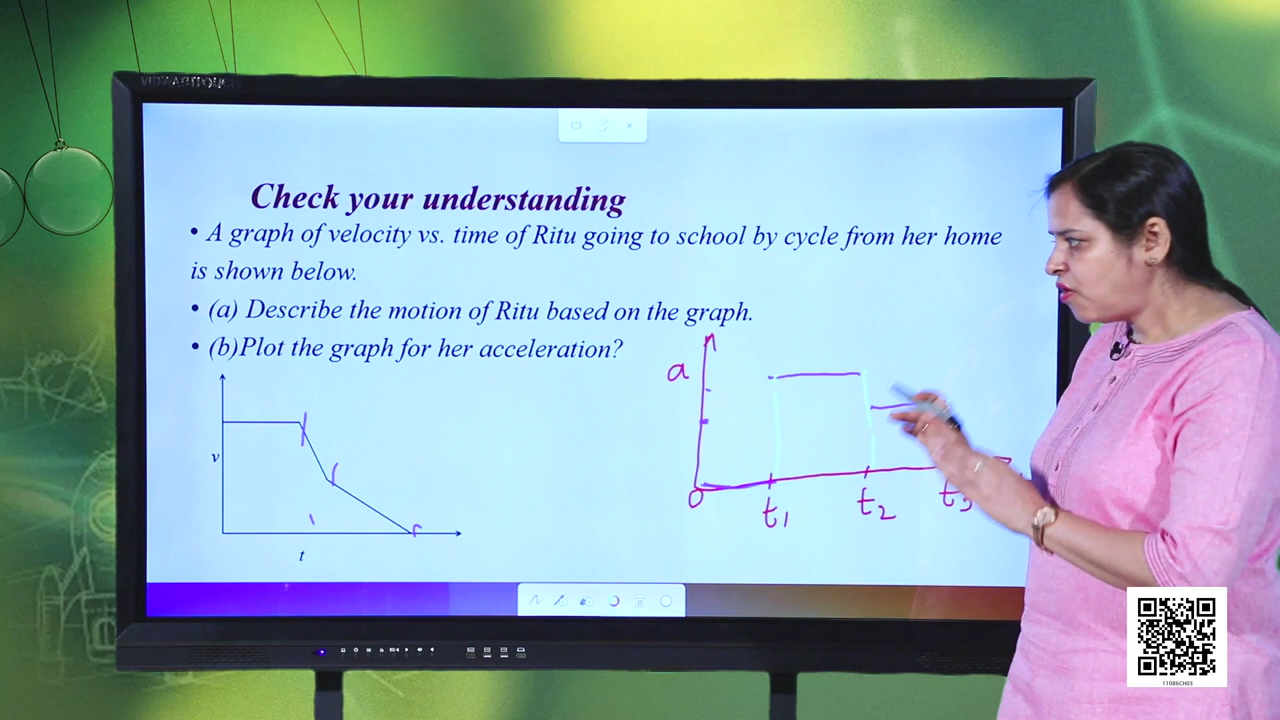 Check your understanding
• A graph of velocity vs. time of Ritu going to school by cycle from her home
is shown below.
• (a) Describe the motion of Ritu based on the graph.
• (b)Plot the graph for her acceleration?
a
v
0
t1
t2
t3
t
11086CH03